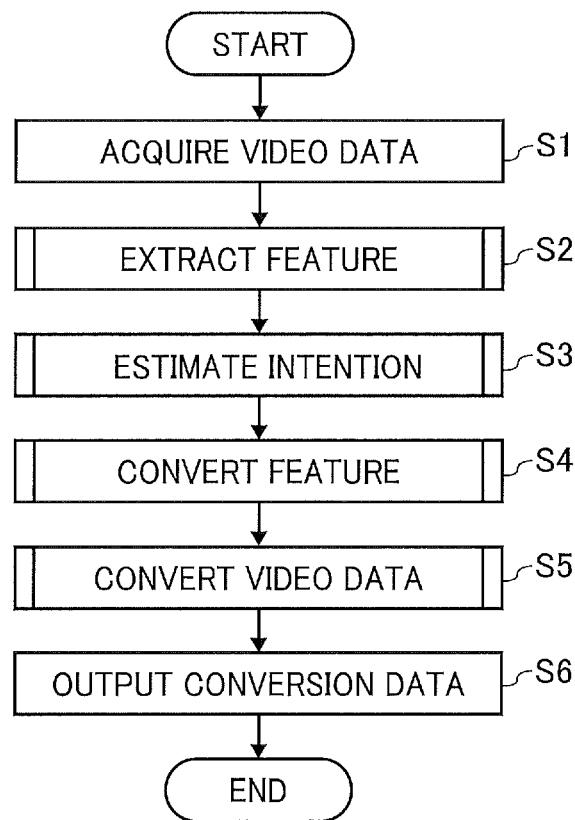 START
ACQUIRE VIDEO DATA S1
EXTRACT FEATURE S2
ESTIMATE INTENTION S3
CONVERT FEATURE S4
CONVERT VIDEO DATA S5
OUTPUT CONVERSION DATA S6
END